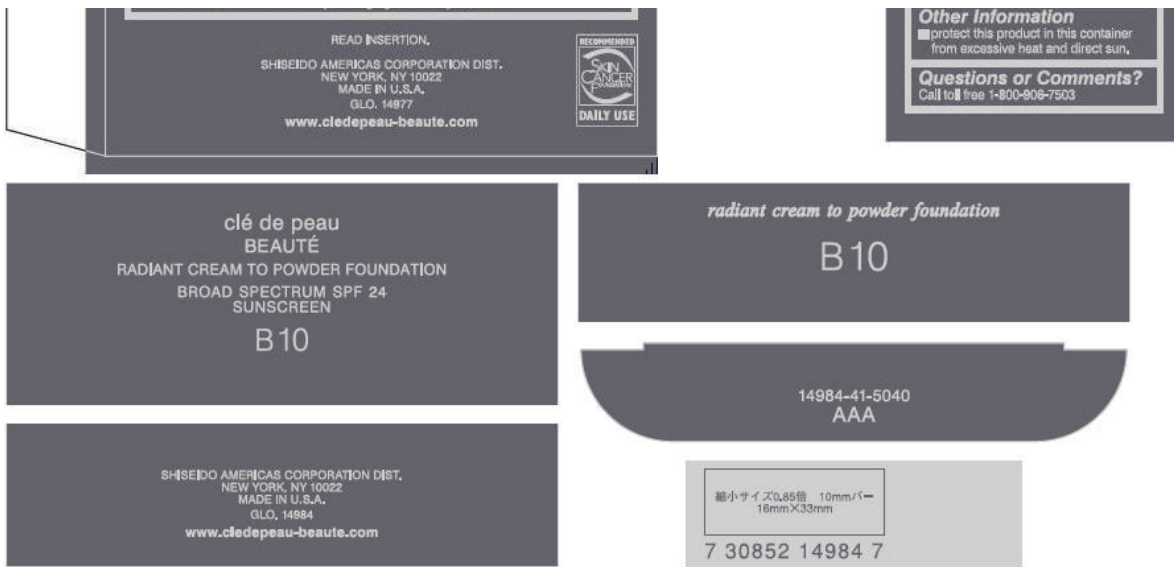 READ INSERTION.
SHISEIDO AMERICAS CORPORATION DIST.
NEW YORK, NY 10022
MADE IN U.S.A.
GLO. 14977
www.cledepeau-beaute.com
RECOMMENDED
SKIN
CANCER
FOUNDATION
DAILY USE
Other Information
protect this product in this container
from excessive heat and direct sun.
Questions or Comments?
Call toll free 1-800-906-7503
clé de peau
BEAUTÉ
RADIANT CREAM TO POWDER FOUNDATION
BROAD SPECTRUM SPF 24
SUNSCREEN
B10
radiant cream to powder foundation
B10
14984-41-5040
AAA
SHISEIDO AMERICAS CORPORATION DIST.
NEW YORK, NY 10022
MADE IN U.S.A.
GLO. 14984
www.cledepeau-beaute.com
縮小サイズ0.85倍 10mmバー
16mm×33mm
7 30852 14984 7